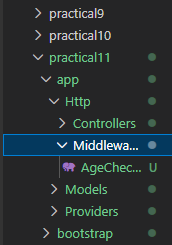 practical9
practical10
practical11
app
Http
Controllers
Middlewa...
AgeChec... U
Models
Providers
bootstrap